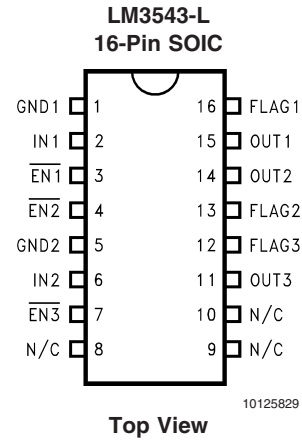 LM3543-L
16-Pin SOIC
GND1 1 16 FLAG1
IN1 2 15 OUT1
EN1 3 14 OUT2
EN2 4 13 FLAG2
GND2 5 12 FLAG3
IN2 6 11 OUT3
EN3 7 10 N/C
N/C 8 9 N/C
10125829
Top View